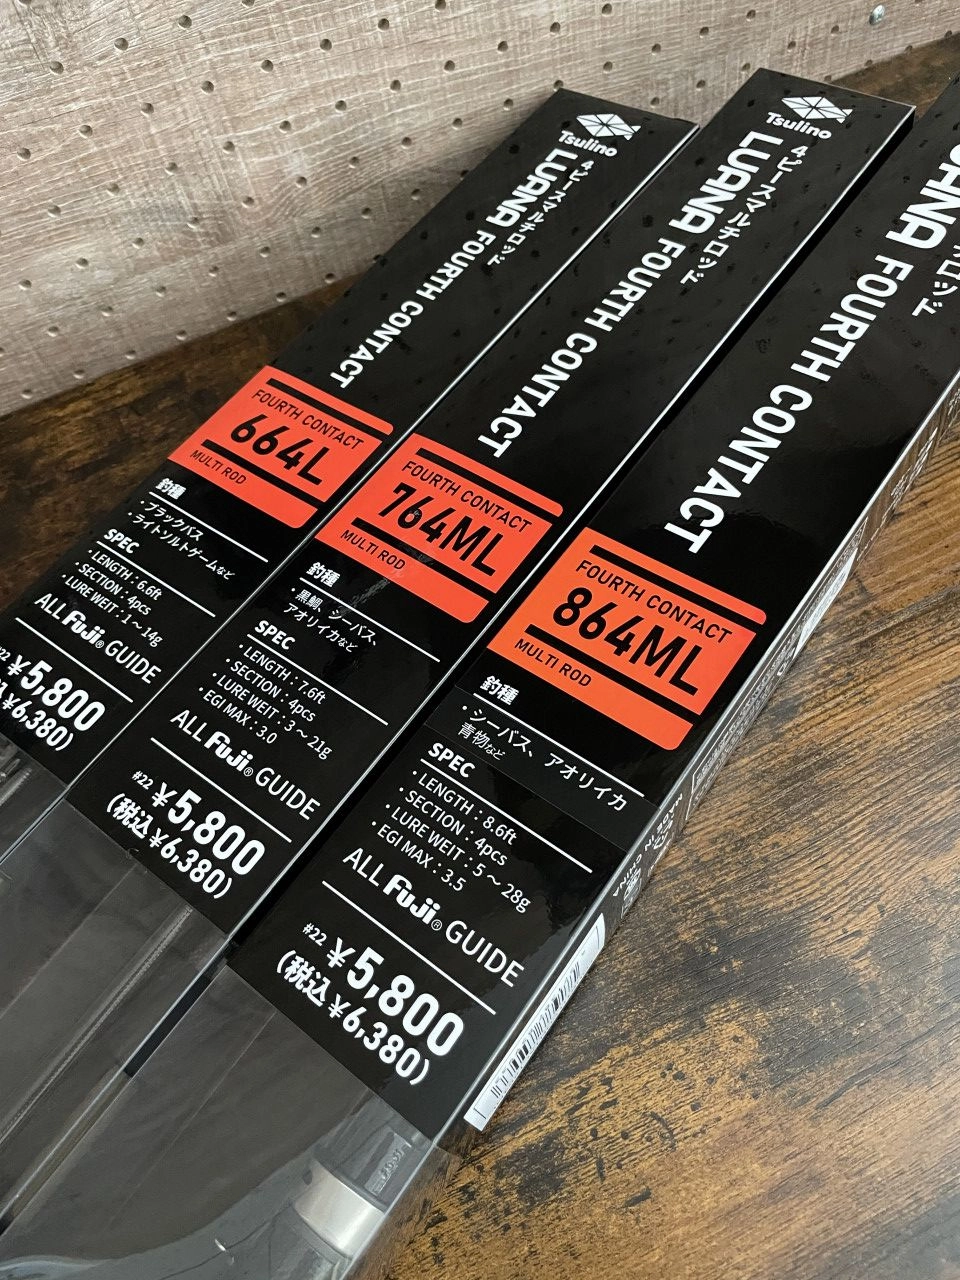 Tsulino
4ピースマルチロッド
LUANA FOURTH CONTACT
FOURTH CONTACT
664L
MULTI ROD
釣種
・ブラックバス
・ライトソルトゲームなど
SPEC
・LENGTH : 6.6ft
・SECTION : 4pcs
・LURE WEIT : 1～14g
ALL Fuji® GUIDE
¥5,800
¥6,380)
Tsulino
4ピースマルチロッド
LUANA FOURTH CONTACT
FOURTH CONTACT
764ML
MULTI ROD
釣種
・黒鯛、シーバス、
アオリイカなど
SPEC
・LENGTH : 7.6ft
・SECTION : 4pcs
・LURE WEIT : 3～21g
・EGI MAX : 3.0
ALL Fuji® GUIDE
#22 ¥5,800
(税込 ¥6,380)
FOURTH CONTACT
FOURTH CONTACT
864ML
MULTI ROD
釣種
・シーバス、アオリイカ
青物など
SPEC
・LENGTH : 8.6ft
・SECTION : 4pcs
・LURE WEIT : 5～28g
・EGI MAX : 3.5
ALL Fuji® GUIDE
#22 ¥5,800
(税込 ¥6,380)
MADE IN CHINA